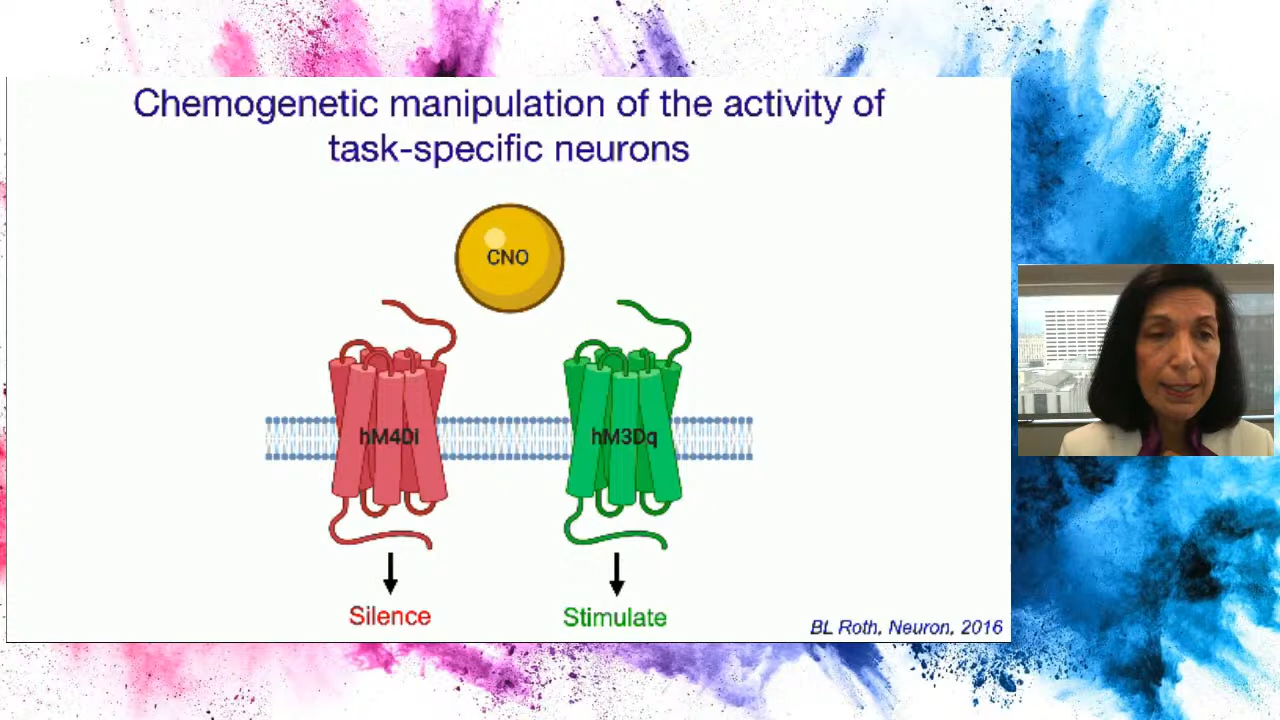 Chemogenetic manipulation of the activity of
task-specific neurons
CNO
hM4Di
hM3Dq
Silence
Stimulate
BL Roth, Neuron, 2016